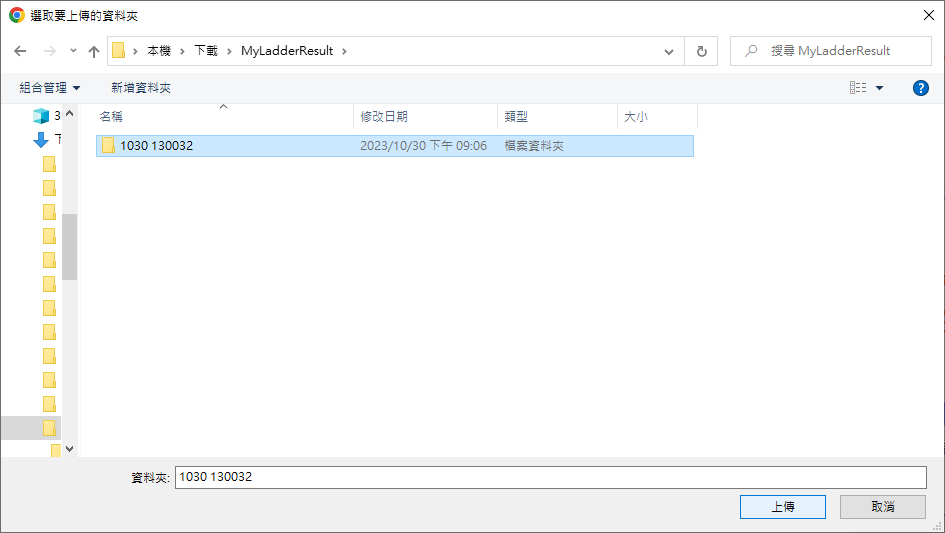 選取要上傳的資料夾
本機 下載 MyLadderResult
搜尋 MyLadderResult
組合管理 新增資料夾
?
名稱 修改日期 類型 大小
3
1030 130032 2023/10/30 下午 09:06 檔案資料夾
資料夾: 1030 130032
上傳 取消